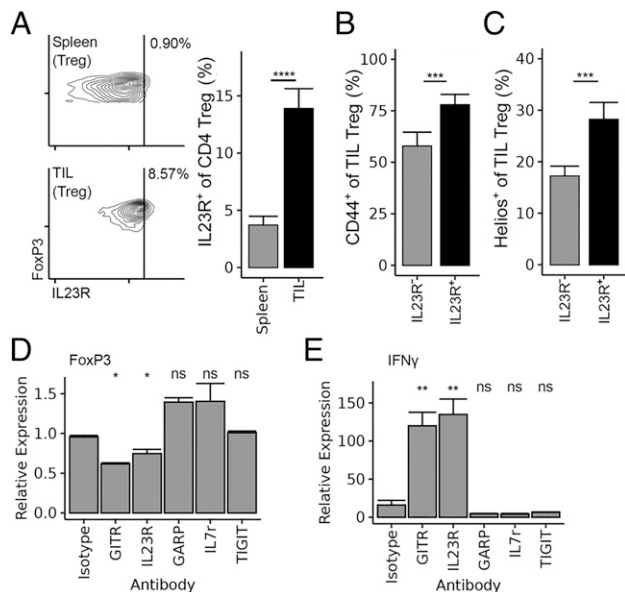 A
Spleen
(Treg)
0.90%
TIL
(Treg)
8.57%
FoxP3
IL23R
IL23R⁺ of CD4 Treg (%)
15
10
5
0
****
Spleen
TIL
B
CD44⁺ of TIL Treg (%)
100
75
50
25
0
***
IL23R⁻
IL23R⁺
C
Helios⁺ of TIL Treg (%)
40
30
20
10
0
***
IL23R⁻
IL23R⁺
D
FoxP3
Relative Expression
1.5
1.0
0.5
0.0
* * ns ns ns
Isotype
GITR
IL23R
GARP
IL7r
TIGIT
Antibody
E
IFNγ
Relative Expression
150
100
50
0
** ** ns ns ns
Isotype
GITR
IL23R
GARP
IL7r
TIGIT
Antibody